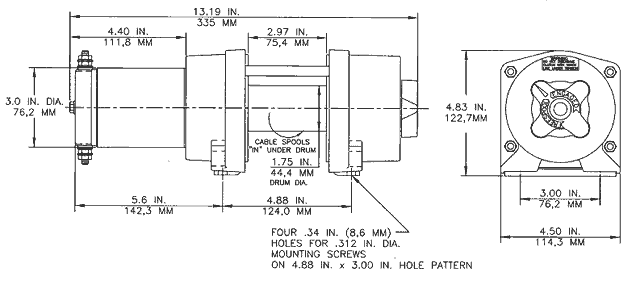 13.19 IN.
335 MM
4.40 IN.
111,8 MM
2.97 IN.
75,4 MM
3.0 IN. DIA.
76,2 MM
4.83 IN.
122,7MM
CABLE SPOOLS
"IN" UNDER DRUM
1.75 IN.
44,4 MM
DRUM DIA.
5.6 IN.
142,3 MM
4.88 IN.
124,0 MM
3.00 IN.
76,2 MM
4.50 IN.
114,3 MM
FOUR .34 IN. (8,6 MM)
HOLES FOR .312 IN. DIA.
MOUNTING SCREWS
ON 4.88 IN. x 3.00 IN. HOLE PATTERN